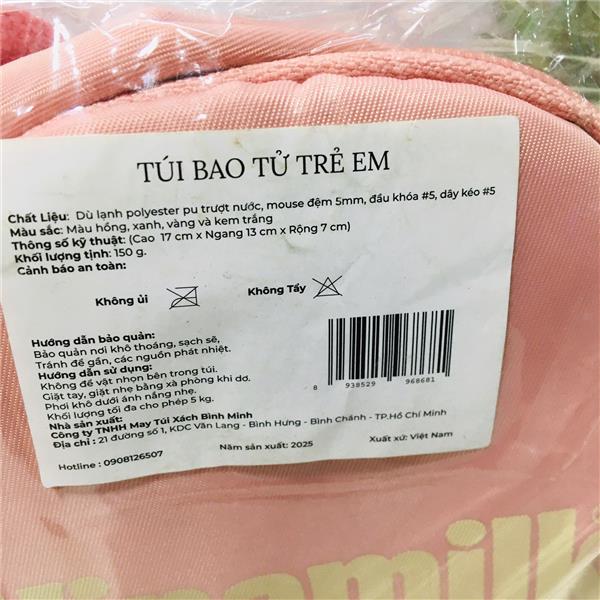 TÚI BAO TỬ TRẺ EM
Chất Liệu: Dù lạnh polyester pu trượt nước, mouse đệm 5mm, đầu khóa #5, dây kéo #5
Màu sắc: Màu hồng, xanh, vàng và kem trắng
Thông số kỹ thuật: (Cao 17 cm x Ngang 13 cm x Rộng 7 cm)
Khối lượng tịnh: 150 g.
Cảnh báo an toàn:
Không ủi
Không Tẩy
Hướng dẫn bảo quản:
Bảo quản nơi khô thoáng, sạch sẽ,
Tránh để gần, các nguồn phát nhiệt.
Hướng dẫn sử dụng:
Không để vật nhọn bên trong túi.
Giặt tay, giặt nhẹ bằng xà phòng khi dơ.
Phơi khô dưới ánh nắng nhẹ.
Khối lượng tối đa cho phép 5 kg.
8 938529 968681
Nhà sản xuất:
Công ty TNHH May Túi Xách Bình Minh
Địa chỉ : 21 đường số 1, KDC Văn Lang - Bình Hưng - Bình Chánh - TP.Hồ Chí Minh
Hotline : 0908126507
Năm sản xuất: 2025
Xuất xứ: Việt Nam